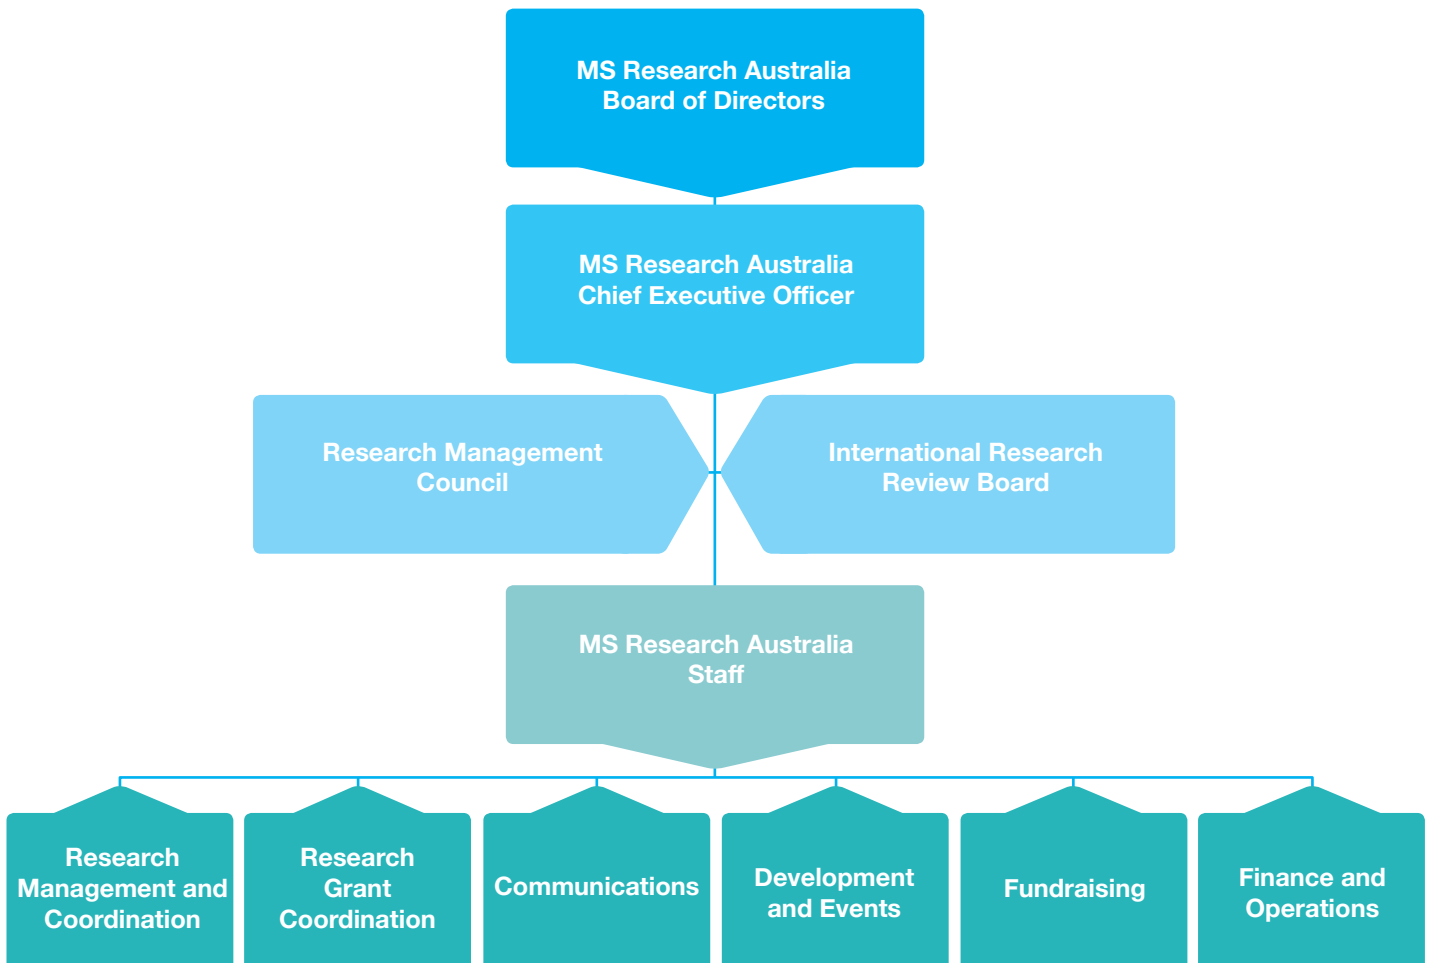 MS Research Australia
Board of Directors
MS Research Australia
Chief Executive Officer
Research Management
Council
International Research
Review Board
MS Research Australia
Staff
Research
Management and
Coordination
Research
Grant
Coordination
Communications
Development
and Events
Fundraising
Finance and
Operations